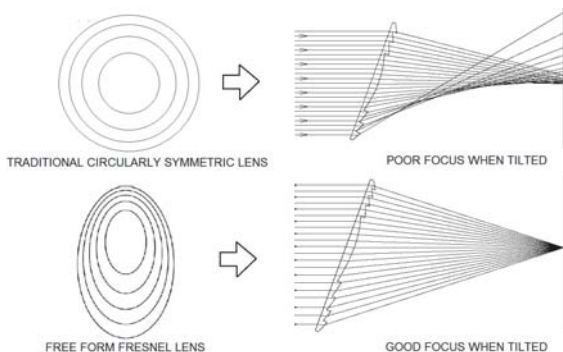 TRADITIONAL CIRCULARLY SYMMETRIC LENS
POOR FOCUS WHEN TILTED
FREE FORM FRESNEL LENS
GOOD FOCUS WHEN TILTED